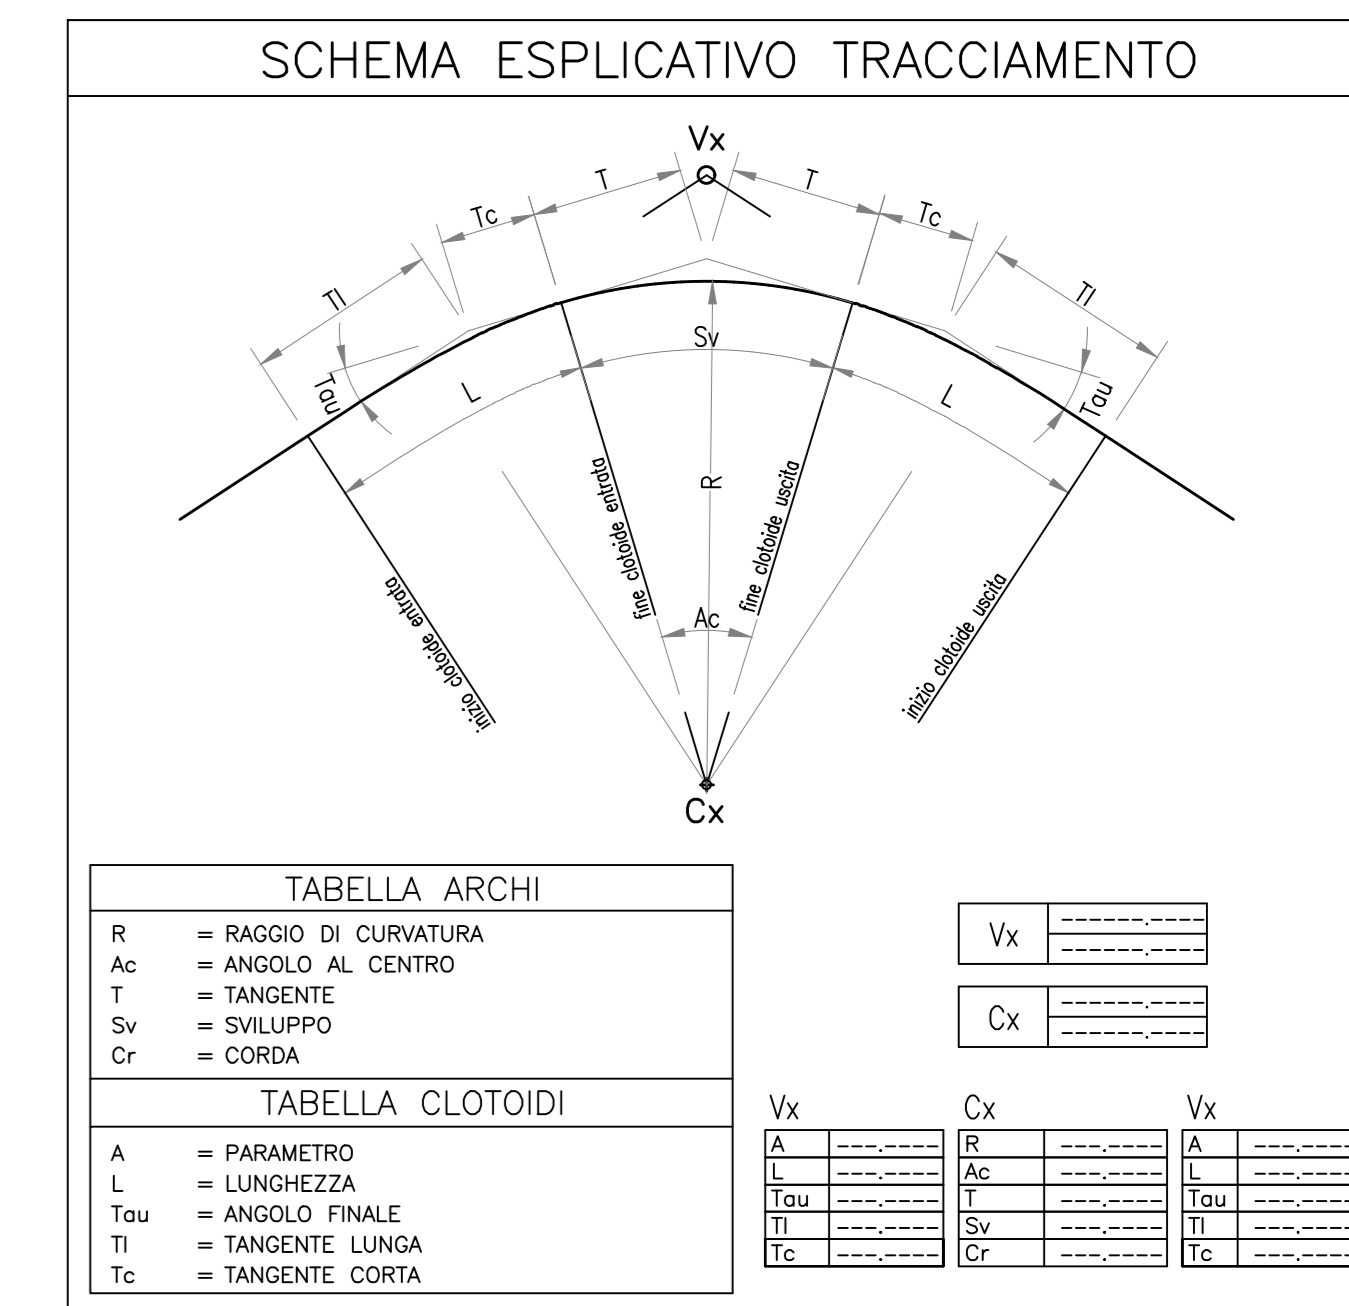 SCHEMA ESPLICATIVO TRACCIAMENTO
Vx
T
T
Tc
Tc
Tl
Tl
Sv
Tau
Tau
L
L
R
fine clotoide entrata
fine clotoide uscita
inizio clotoide entrata
inizio clotoide uscita
Ac
Cx
TABELLA ARCHI
R = RAGGIO DI CURVATURA
Ac = ANGOLO AL CENTRO
T = TANGENTE
Sv = SVILUPPO
Cr = CORDA
TABELLA CLOTOIDI
A = PARAMETRO
L = LUNGHEZZA
Tau = ANGOLO FINALE
Tl = TANGENTE LUNGA
Tc = TANGENTE CORTA
Vx ------.----
------.----
Cx ------.----
------.----
Vx
A ---.----
L ---.----
Tau ---.----
Tl ---.----
Tc ---.----
Cx
R ---.----
Ac ---.----
T ---.----
Sv ---.----
Cr ---.----
Vx
A ---.----
L ---.----
Tau ---.----
Tl ---.----
Tc ---.----